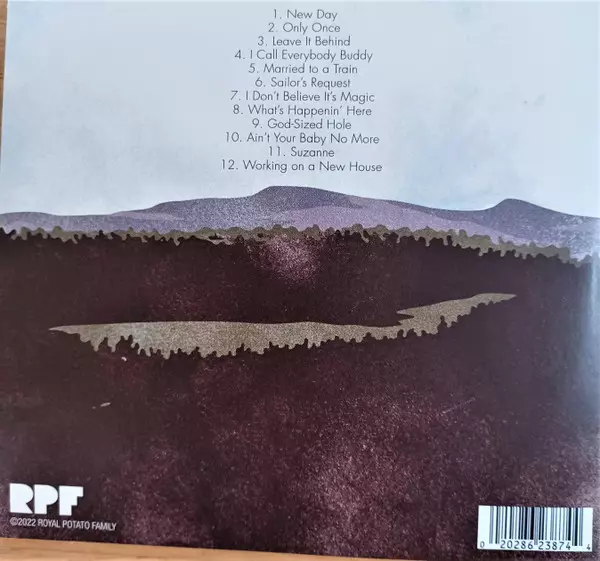 1. New Day
2. Only Once
3. Leave It Behind
4. I Call Everybody Buddy
5. Married to a Train
6. Sailor's Request
7. I Don't Believe It's Magic
8. What's Happenin' Here
9. God-Sized Hole
10. Ain't Your Baby No More
11. Suzanne
12. Working on a New House
RPF
©2022 ROYAL POTATO FAMILY
0 20286 23874 4